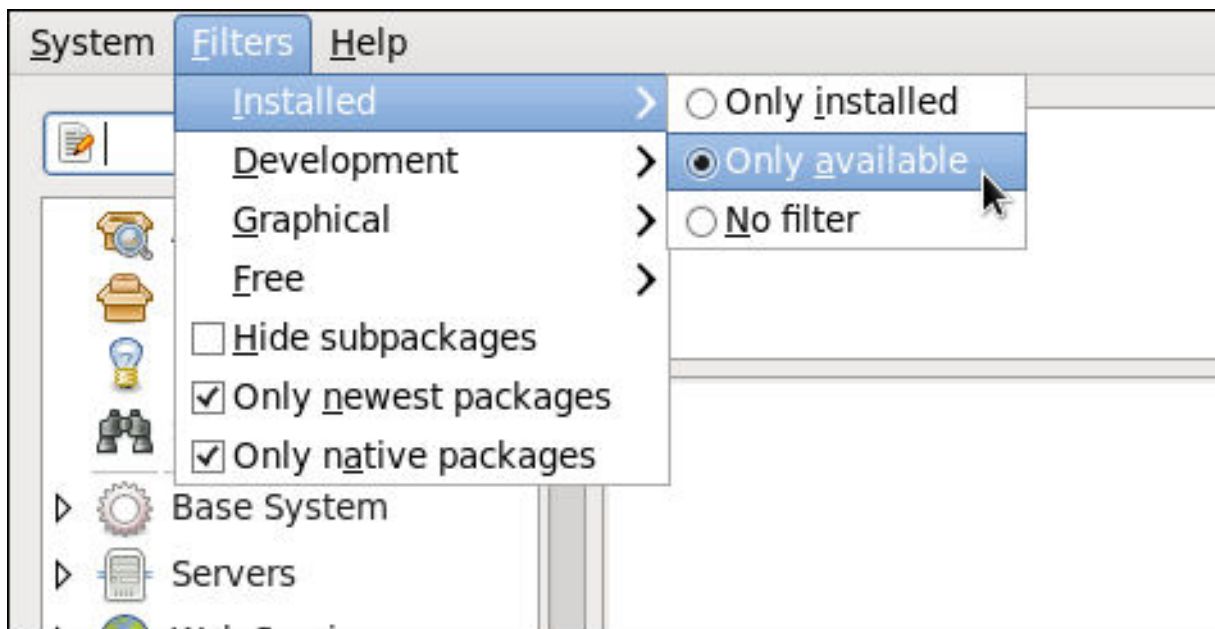 System Filters Help
Installed
Only installed
Development
Only available
Graphical
No filter
Free
Hide subpackages
Only newest packages
Only native packages
Base System
Servers